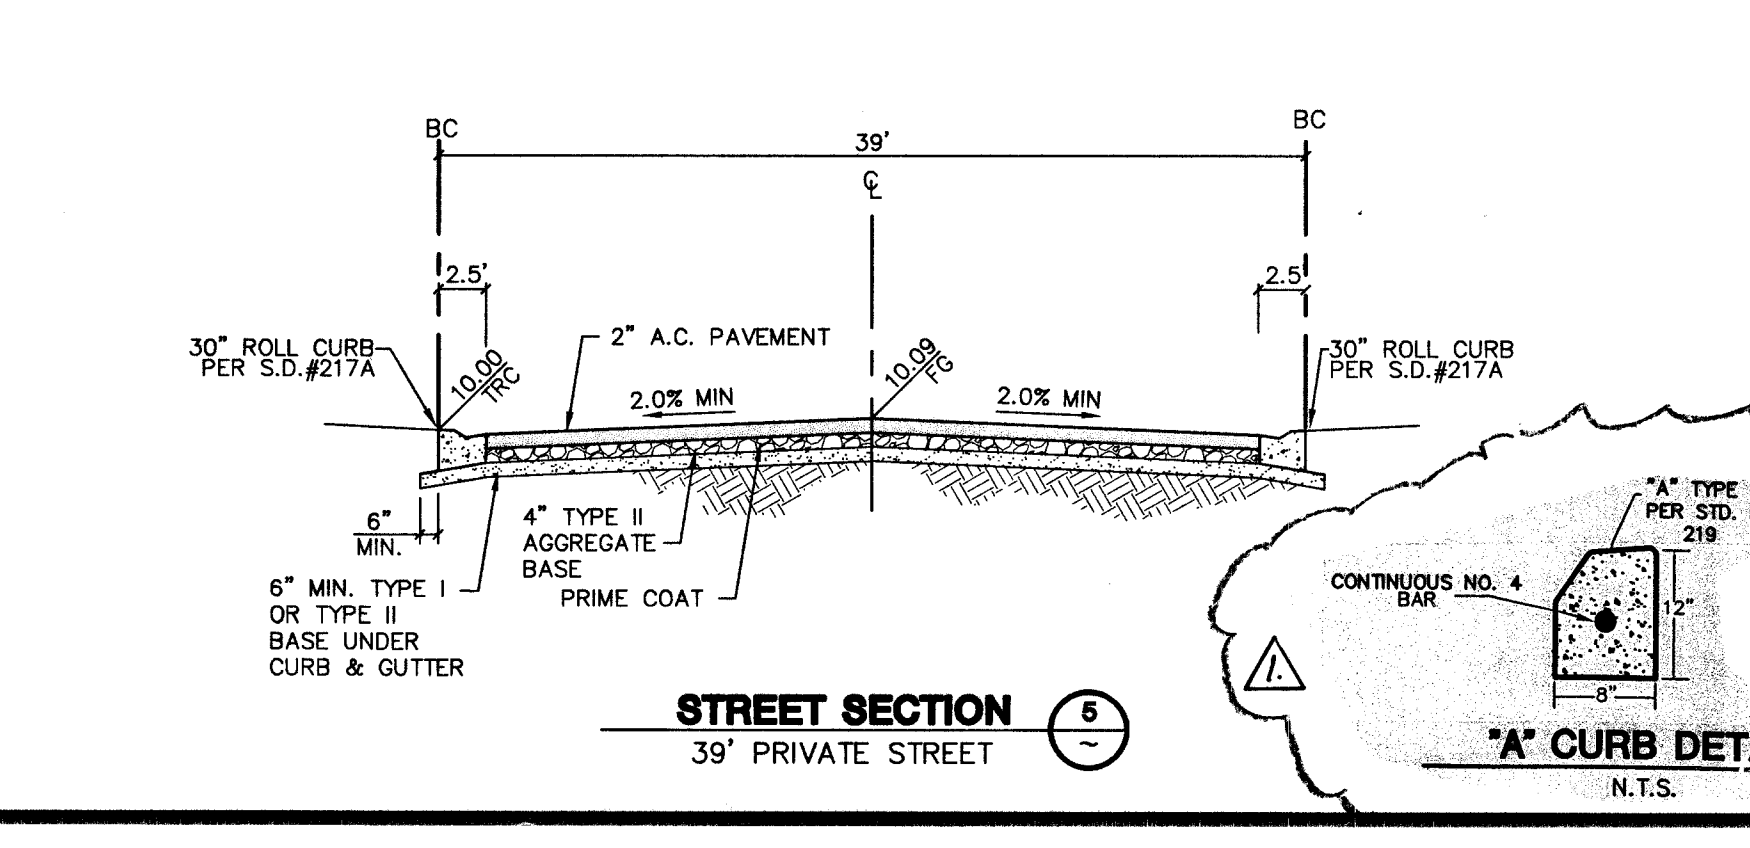 BC
BC
39'
℄
2.5'
2.5'
30" ROLL CURB
PER S.D.#217A
10.00
TRC
2" A.C. PAVEMENT
2.0% MIN
10.09
FG
2.0% MIN
30" ROLL CURB
PER S.D.#217A
6"
MIN.
4" TYPE II
AGGREGATE
BASE
PRIME COAT
6" MIN. TYPE I
OR TYPE II
BASE UNDER
CURB & GUTTER
STREET SECTION
39' PRIVATE STREET
5
~
1.
"A" TYPE
PER STD.
219
CONTINUOUS NO. 4
BAR
12"
8"
"A" CURB DET
N.T.S.